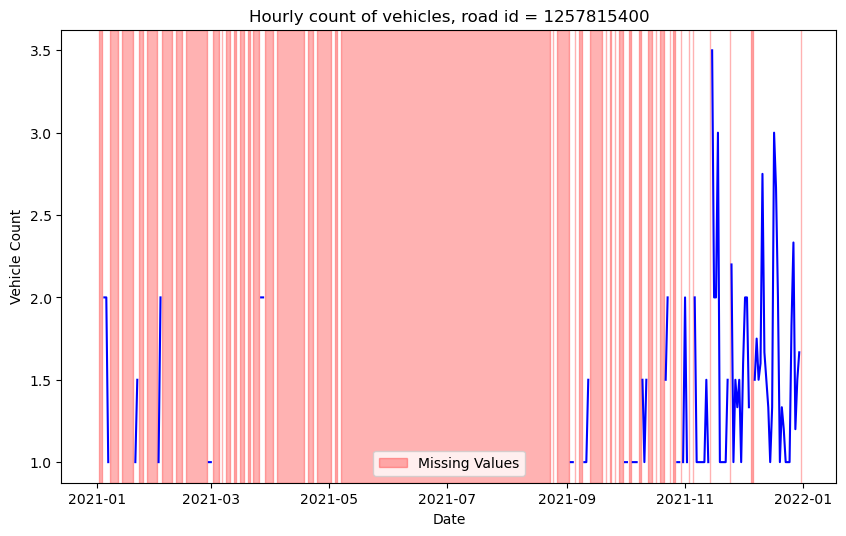 Hourly count of vehicles, road id = 1257815400
Vehicle Count
3.5
3.0
2.5
2.0
1.5
1.0
Missing Values
2021-01 2021-03 2021-05 2021-07 2021-09 2021-11 2022-01
Date